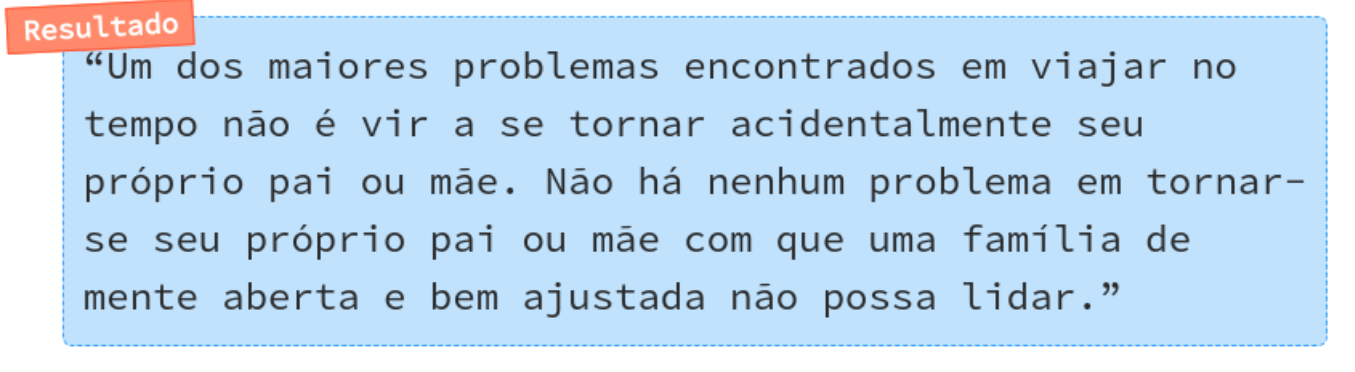 Resultado
“Um dos maiores problemas encontrados em viajar no
tempo não é vir a se tornar acidentalmente seu
próprio pai ou mãe. Não há nenhum problema em tornar-
se seu próprio pai ou mãe com que uma família de
mente aberta e bem ajustada não possa lidar.”